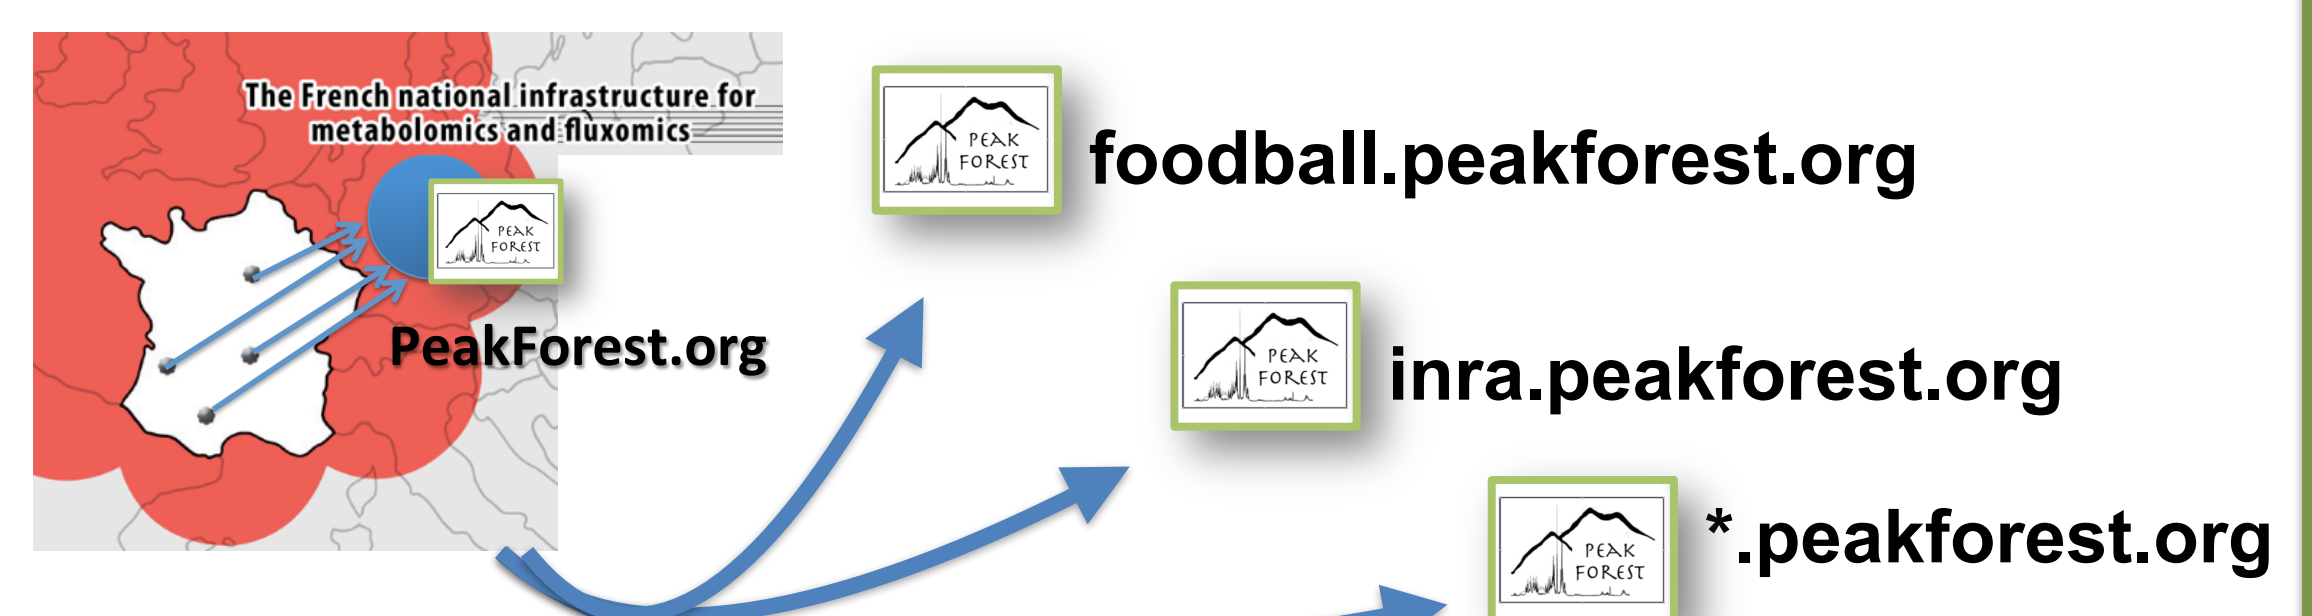 The French national infrastructure for
metabolomics and fluxomics
PEAK
FOREST
PeakForest.org
PEAK
FOREST
foodball.peakforest.org
PEAK
FOREST
inra.peakforest.org
PEAK
FOREST
*.peakforest.org